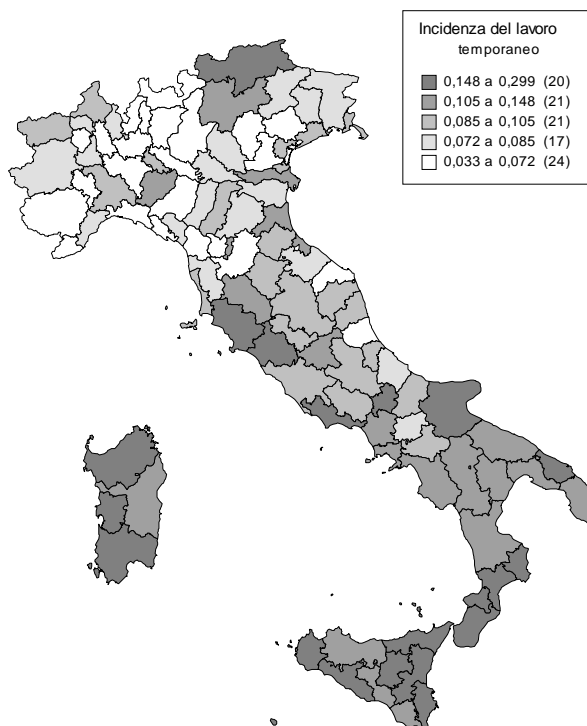 Incidenza del lavoro
temporaneo
0,148 a 0,299 (20)
0,105 a 0,148 (21)
0,085 a 0,105 (21)
0,072 a 0,085 (17)
0,033 a 0,072 (24)